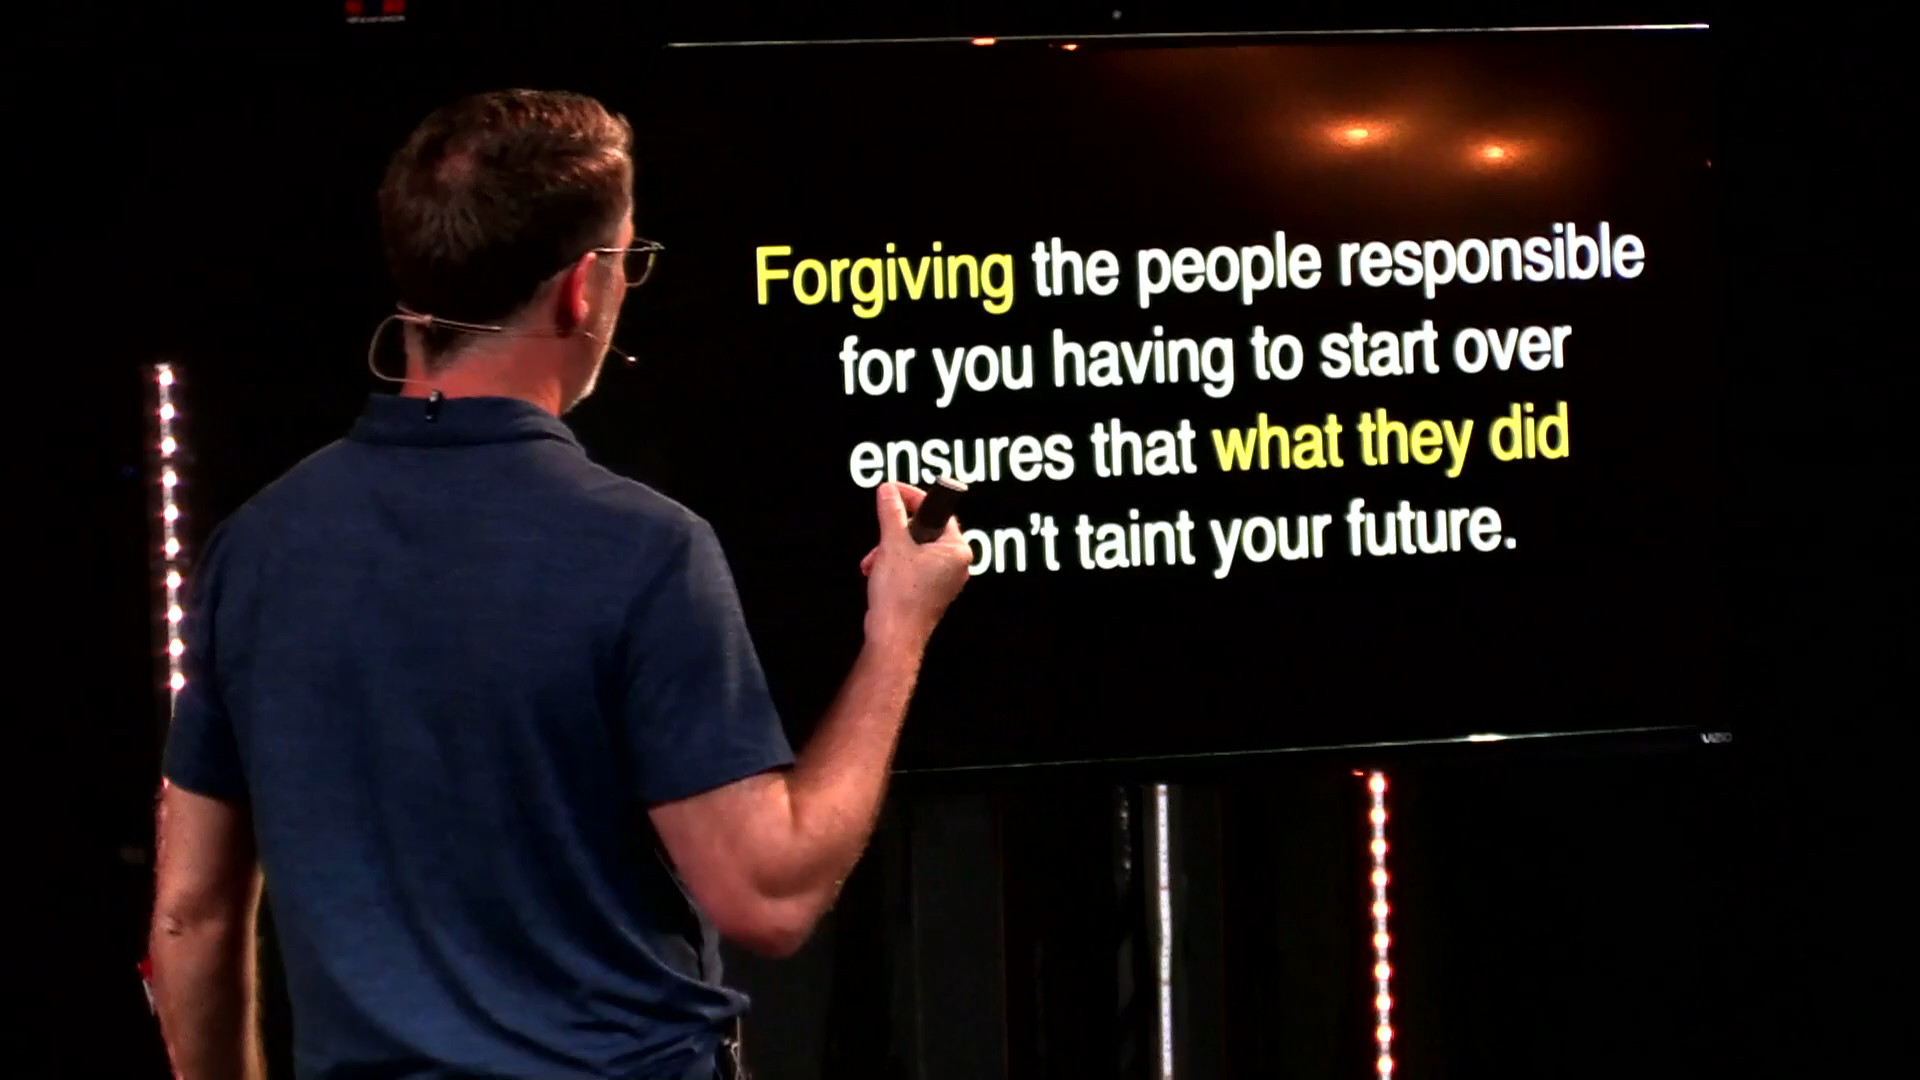 Forgiving the people responsible
for you having to start over
ensures that what they did
on't taint your future.
VIZIO